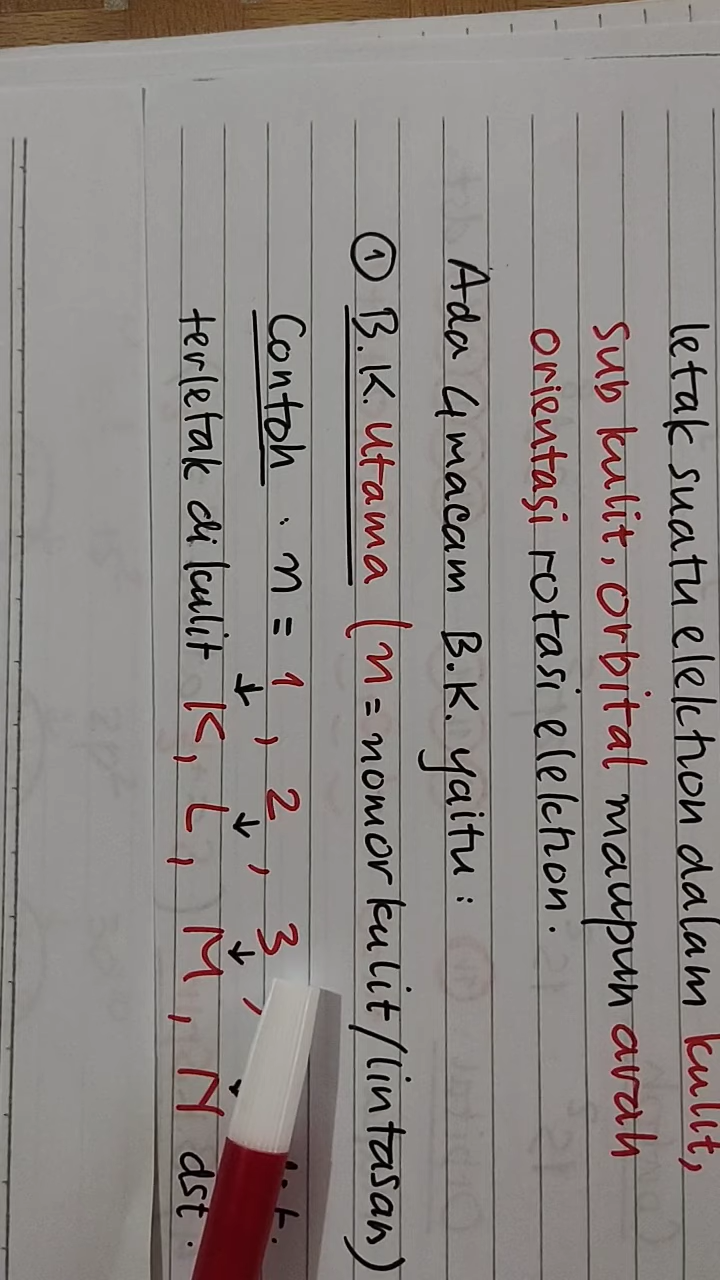 letak suatu elektron dalam kulit,
sub kulit, orbital maupun arah
orientasi rotasi elektron.
Ada 4 macam B.K. yaitu :
① B.K. Utama (n = nomor kulit/lintasan)
Contoh . n = 1, 2, 3,
↓ ↓ ↓
terletak di kulit K, L, M, N dst.